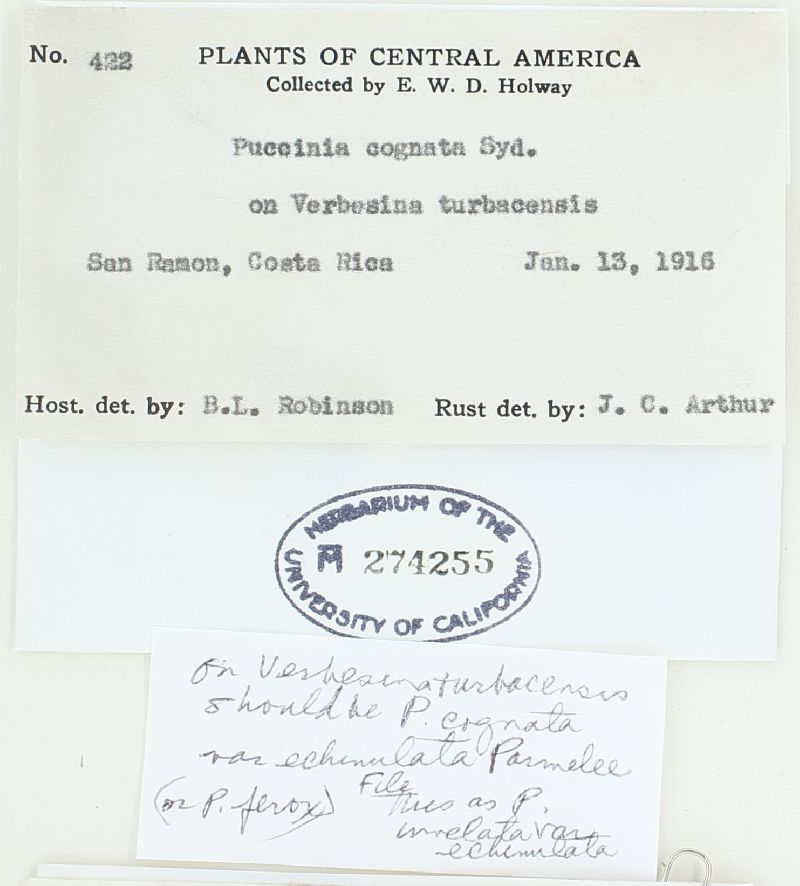 No. 422 PLANTS OF CENTRAL AMERICA
Collected by E. W. D. Holway
Puccinia cognata Syd.
on Verbesina turbacensis
San Ramon, Costa Rica Jan. 13, 1916
Host. det. by: B.L. Robinson Rust det. by: J. C. Arthur
HERBARIUM OF THE
274255
UNIVERSITY OF CALIFORNIA
on Verbesina turbacensis
should be P. cognata
var echinulata Parmelee
(or P. ferox) File
this as P.
var
echinulata